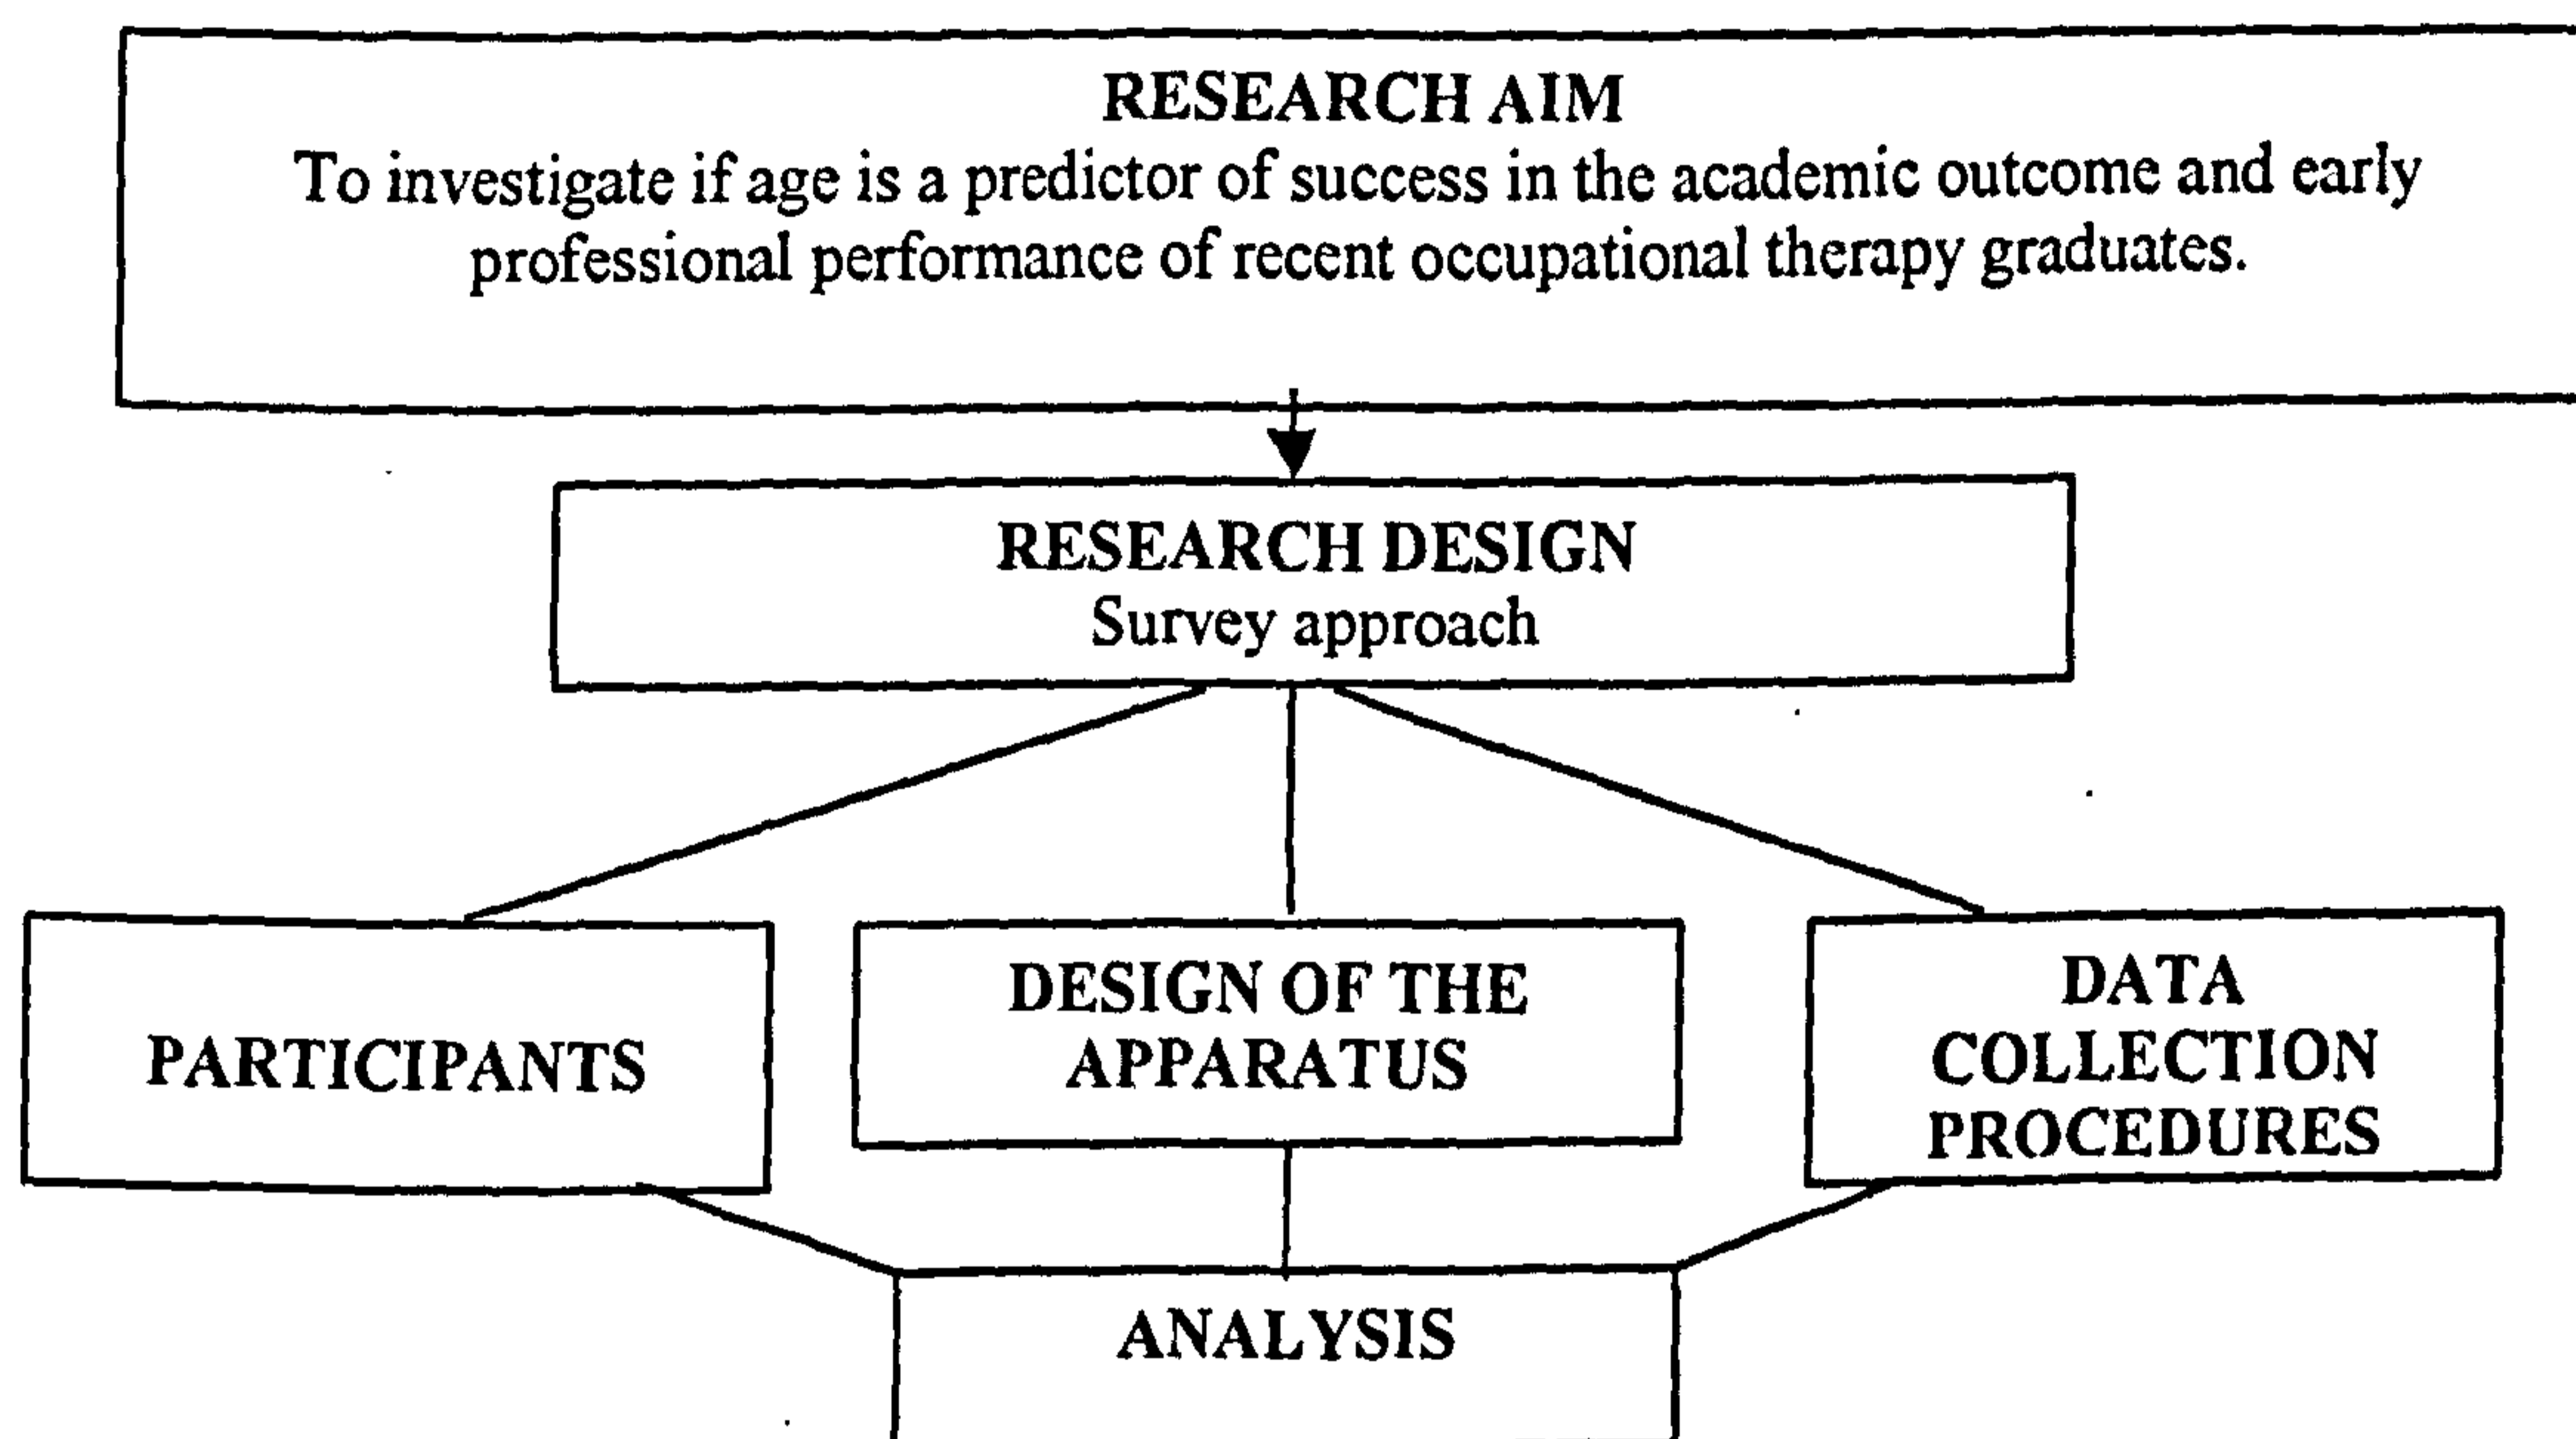 RESEARCH AIM
To investigate if age is a predictor of success in the academic outcome and early
professional performance of recent occupational therapy graduates.
RESEARCH DESIGN
Survey approach
PARTICIPANTS
DESIGN OF THE
APPARATUS
DATA
COLLECTION
PROCEDURES
ANALYSIS